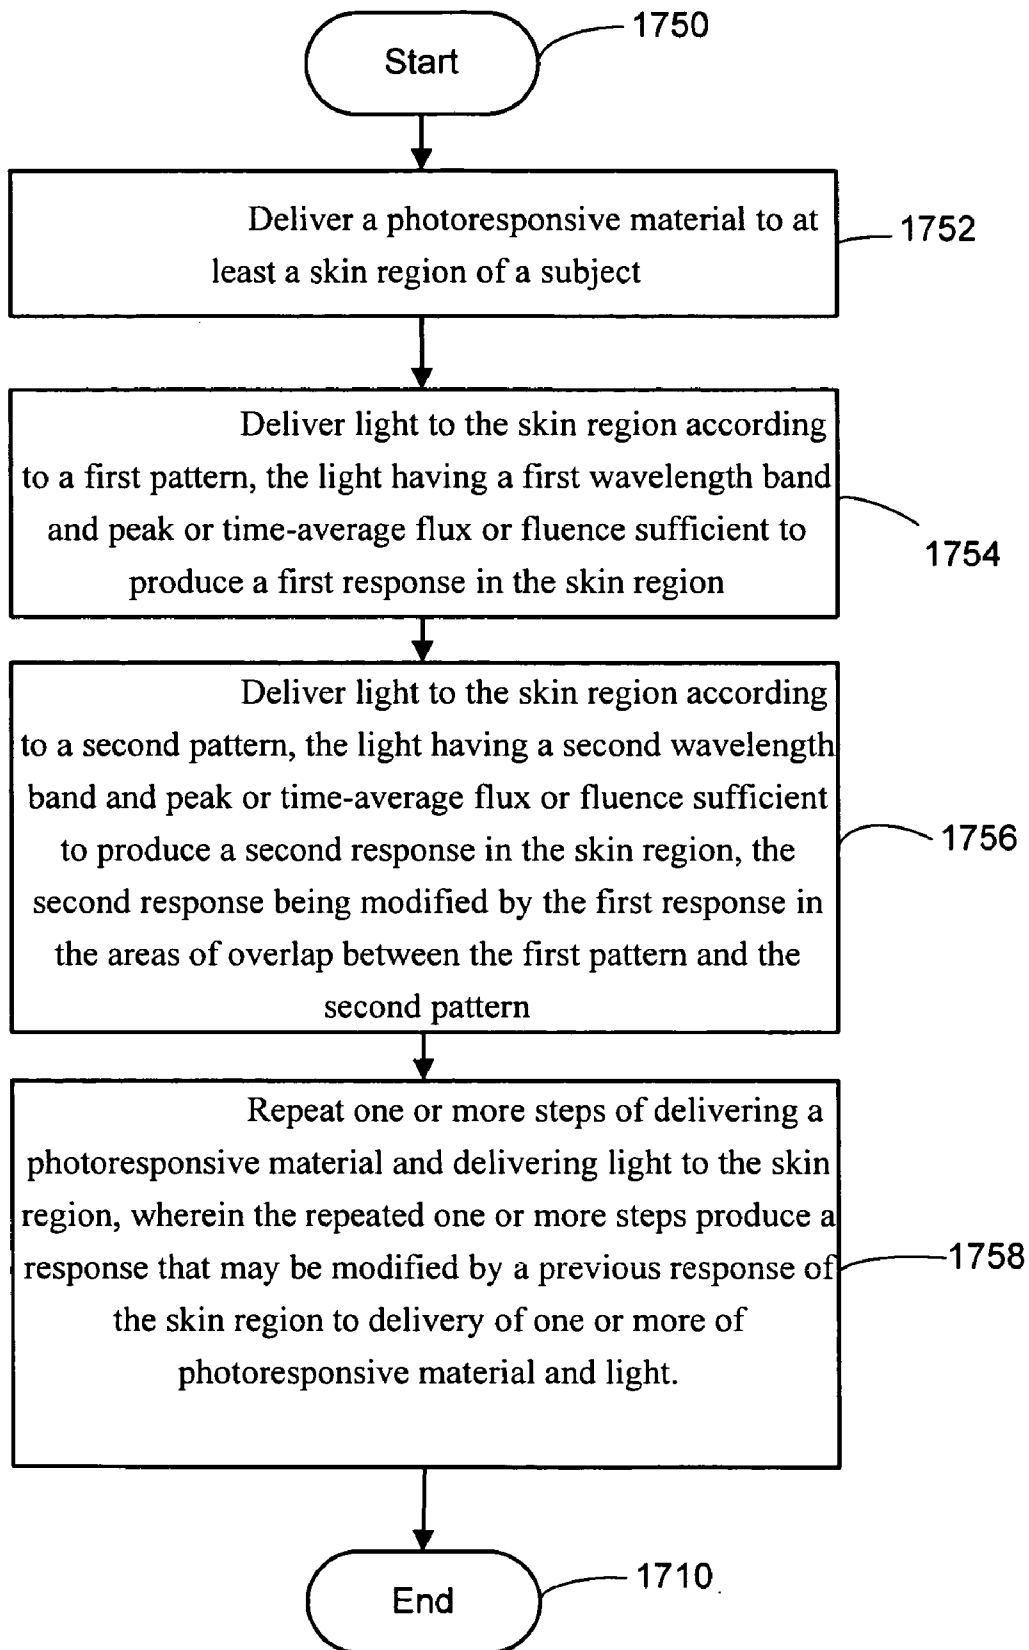 Start
1750
Deliver a photoresponsive material to at
least a skin region of a subject
1752
Deliver light to the skin region according
to a first pattern, the light having a first wavelength band
and peak or time-average flux or fluence sufficient to
produce a first response in the skin region
1754
Deliver light to the skin region according
to a second pattern, the light having a second wavelength
band and peak or time-average flux or fluence sufficient
to produce a second response in the skin region, the
second response being modified by the first response in
the areas of overlap between the first pattern and the
second pattern
1756
Repeat one or more steps of delivering a
photoresponsive material and delivering light to the skin
region, wherein the repeated one or more steps produce a
response that may be modified by a previous response of
the skin region to delivery of one or more of
photoresponsive material and light.
1758
End
1710